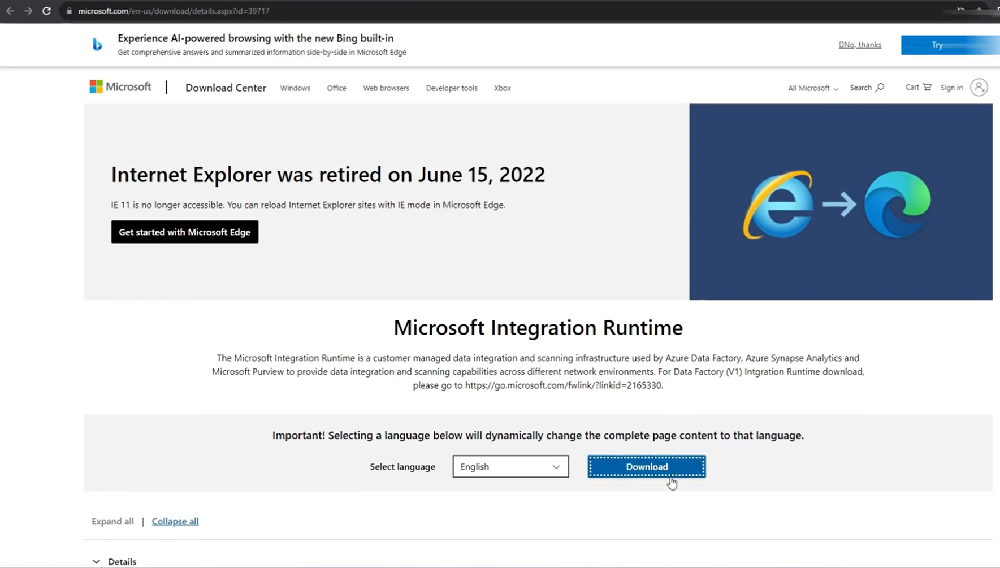 microsoft.com/en-us/download/details.aspx?id=39717
Experience AI-powered browsing with the new Bing built-in
Get comprehensive answers and summarized information side-by-side in Microsoft Edge
No, thanks
Try
Microsoft | Download Center Windows Office Web browsers Developer tools Xbox All Microsoft Search Cart Sign in
Internet Explorer was retired on June 15, 2022
IE 11 is no longer accessible. You can reload Internet Explorer sites with IE mode in Microsoft Edge.
Get started with Microsoft Edge
Microsoft Integration Runtime
The Microsoft Integration Runtime is a customer managed data integration and scanning infrastructure used by Azure Data Factory, Azure Synapse Analytics and
Microsoft Purview to provide data integration and scanning capabilities across different network environments. For Data Factory (V1) Intgration Runtime download,
please go to https://go.microsoft.com/fwlink/?linkid=2165330.
Important! Selecting a language below will dynamically change the complete page content to that language.
Select language English Download
Expand all | Collapse all
Details